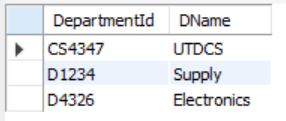 DepartmentId DName
CS4347 UTDCS
D1234 Supply
D4326 Electronics